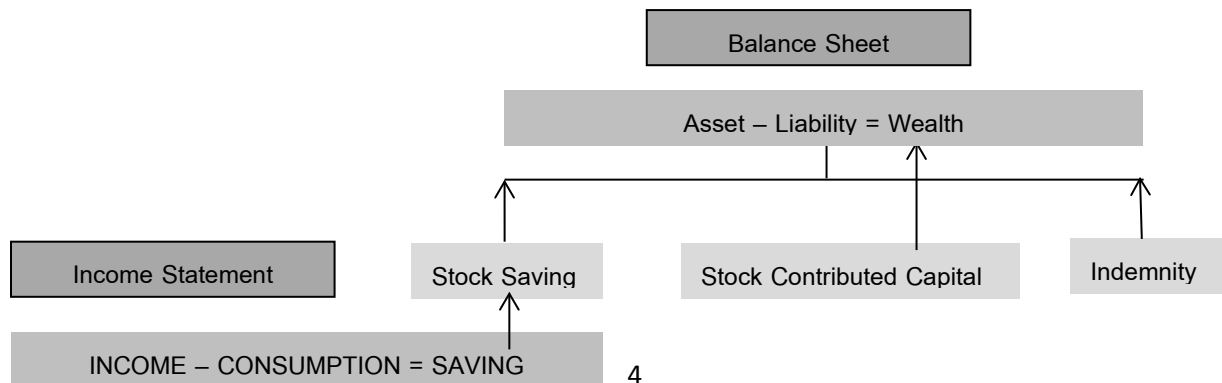 Balance Sheet
Asset – Liability = Wealth
Income Statement
Stock Saving
Stock Contributed Capital
Indemnity
INCOME – CONSUMPTION = SAVING
4